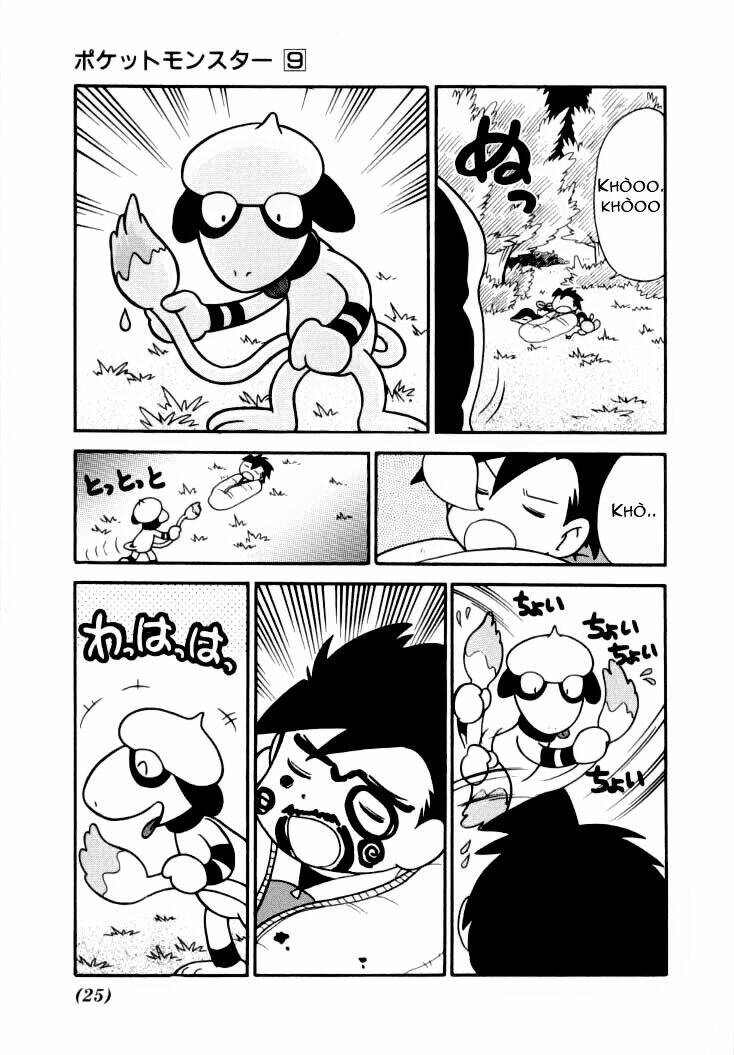 ポケットモンスター 9
KHÒOO.
KHÒOO
ぬっ
KHÒ..
とっとっと
ちょい
ちょい
ちょい
ちょい
わっはっはっ
(25)